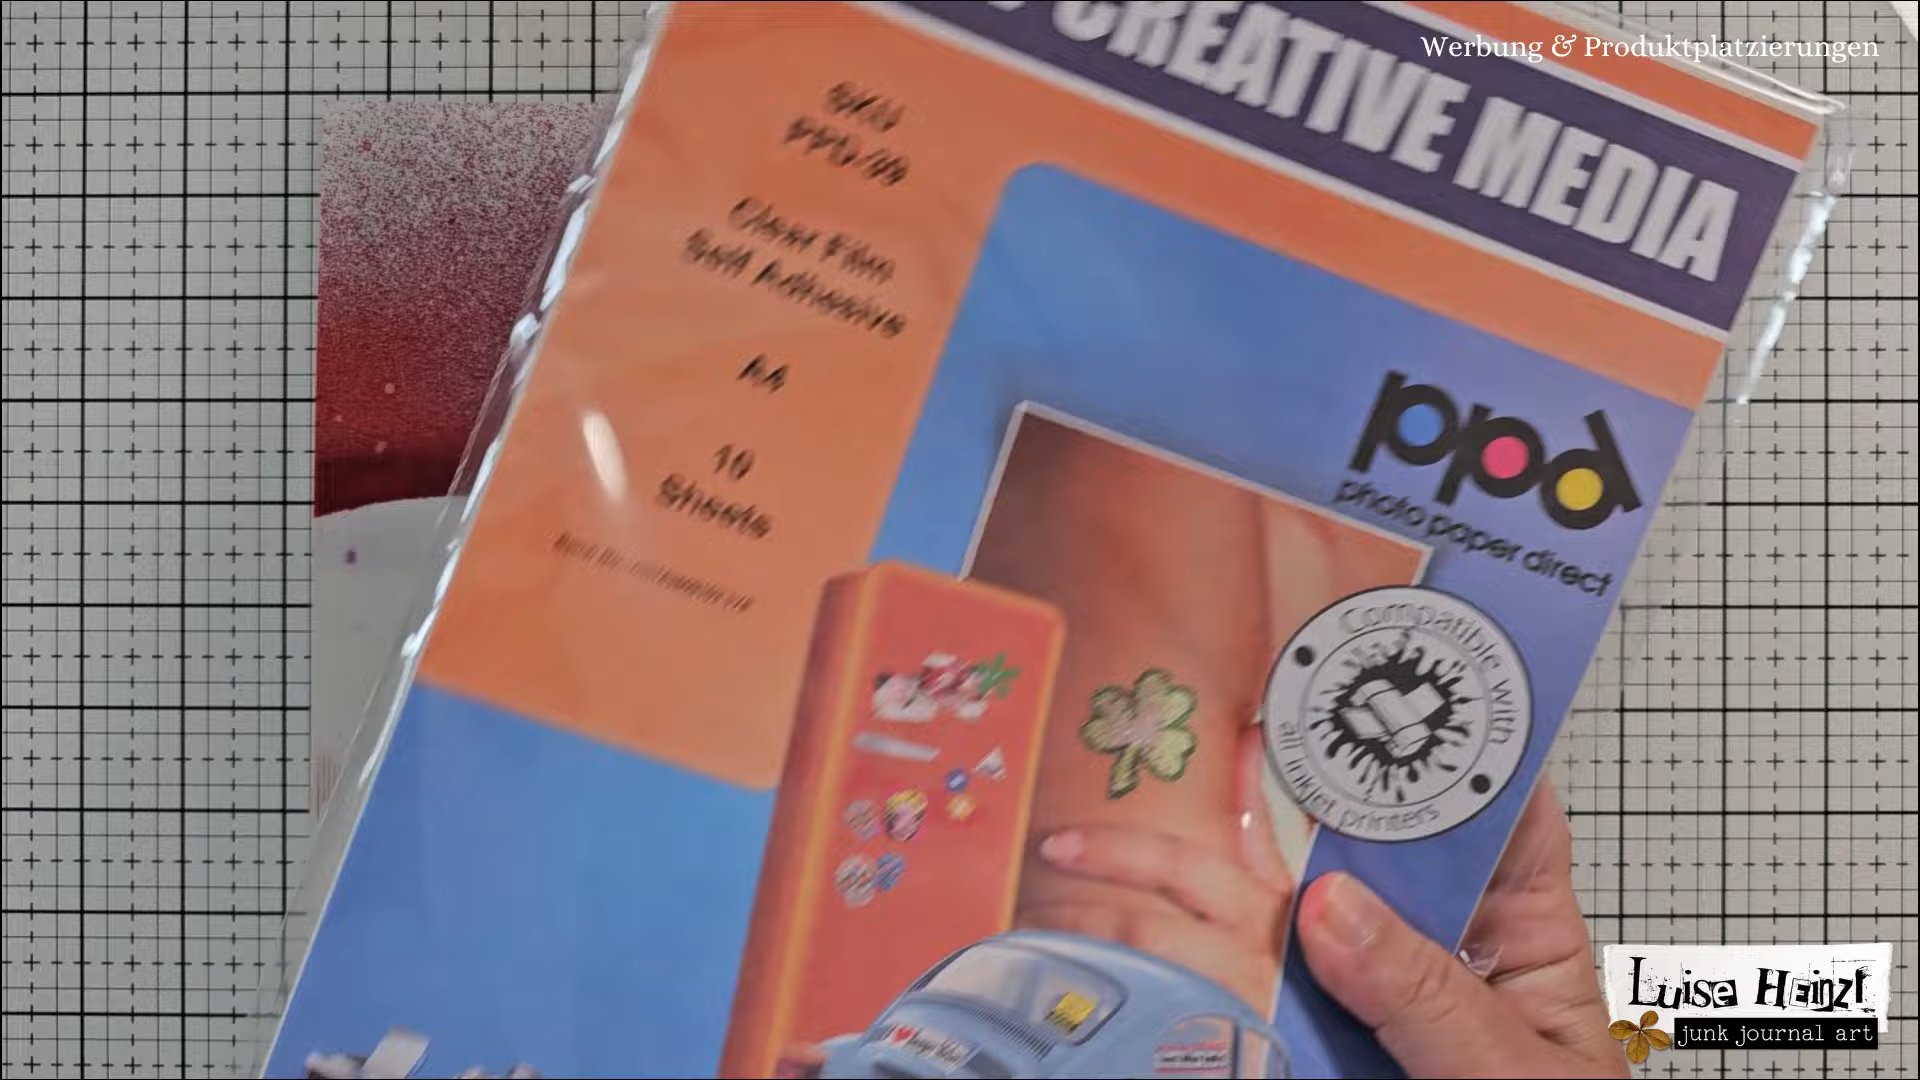 Werbung & Produktplatzierungen
CREATIVE MEDIA
SKU
Clear Film
Self Adhesive
A4
10
Sheets
ppd
photo paper direct
Compatible with
all inkjet printers
Luise Heinzl
junk journal art